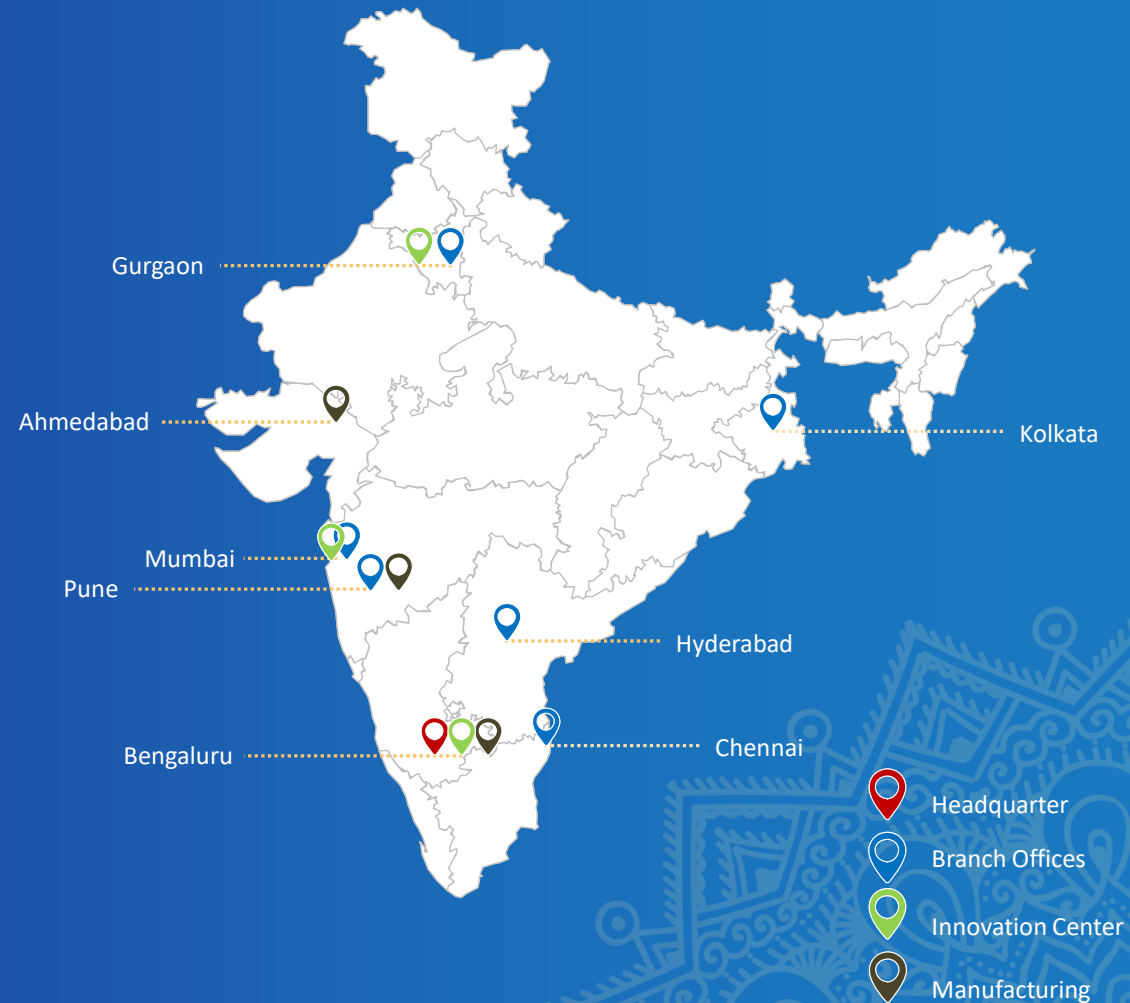 Gurgaon
Ahmedabad
Kolkata
Mumbai
Pune
Hyderabad
Chennai
Bengaluru
Headquarter
Branch Offices
Innovation Center
Manufacturing